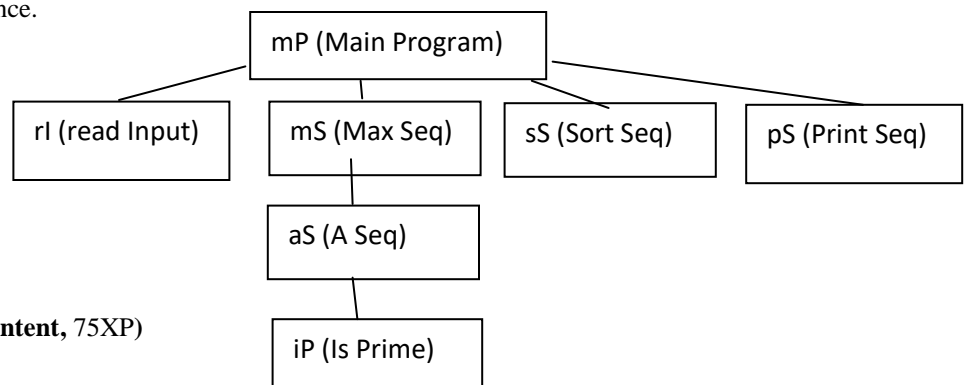 nce.
mP (Main Program)
rI (read Input)
mS (Max Seq)
sS (Sort Seq)
pS (Print Seq)
aS (A Seq)
ntent, 75XP)
iP (Is Prime)